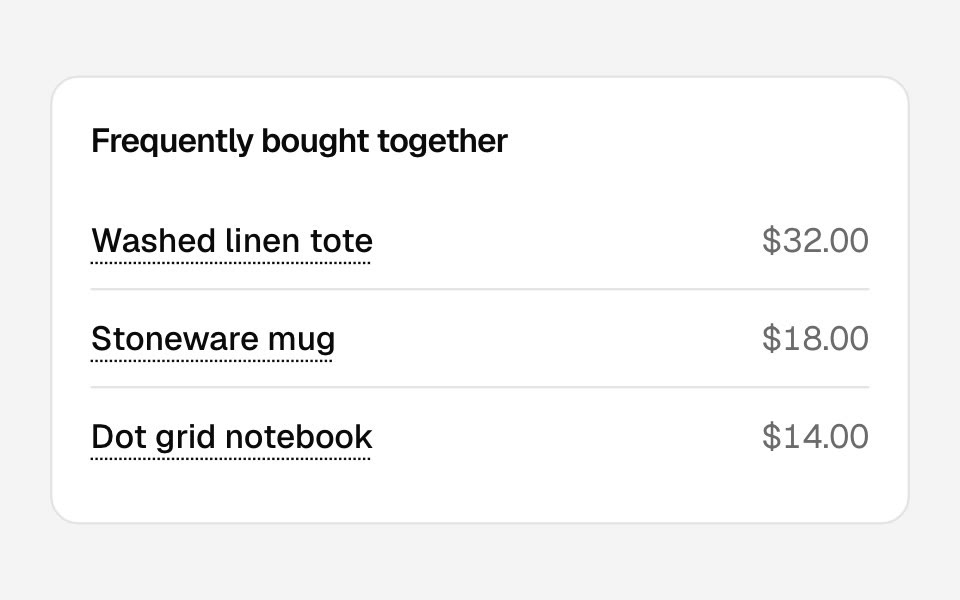 Frequently bought together
Washed linen tote $32.00
Stoneware mug $18.00
Dot grid notebook $14.00